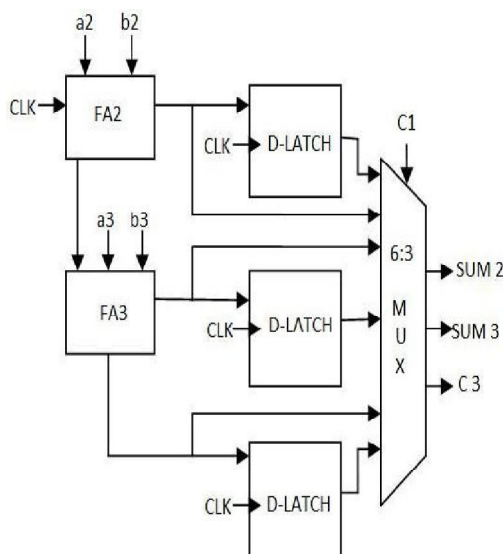 a2 b2
CLK FA2
CLK D-LATCH
C1
a3 b3
6:3
SUM 2
FA3
CLK D-LATCH
M
U
X
SUM 3
C 3
CLK D-LATCH